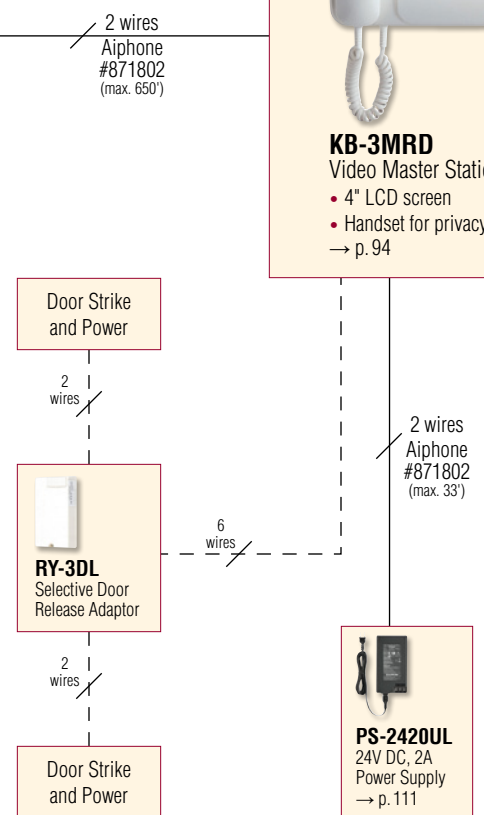 2 wires
Aiphone
#871802
(max. 650')
KB-3MRD
Video Master
• 4" LCD screen
• Handset for privacy
→ p. 94
Door Strike
and Power
2
wires
2 wires
Aiphone
#871802
(max. 33')
6
wires
RY-3DL
Selective Door
Release Adaptor
2
wires
PS-2420UL
24V DC, 2A
Power Supply
→ p. 111
Door Strike
and Power